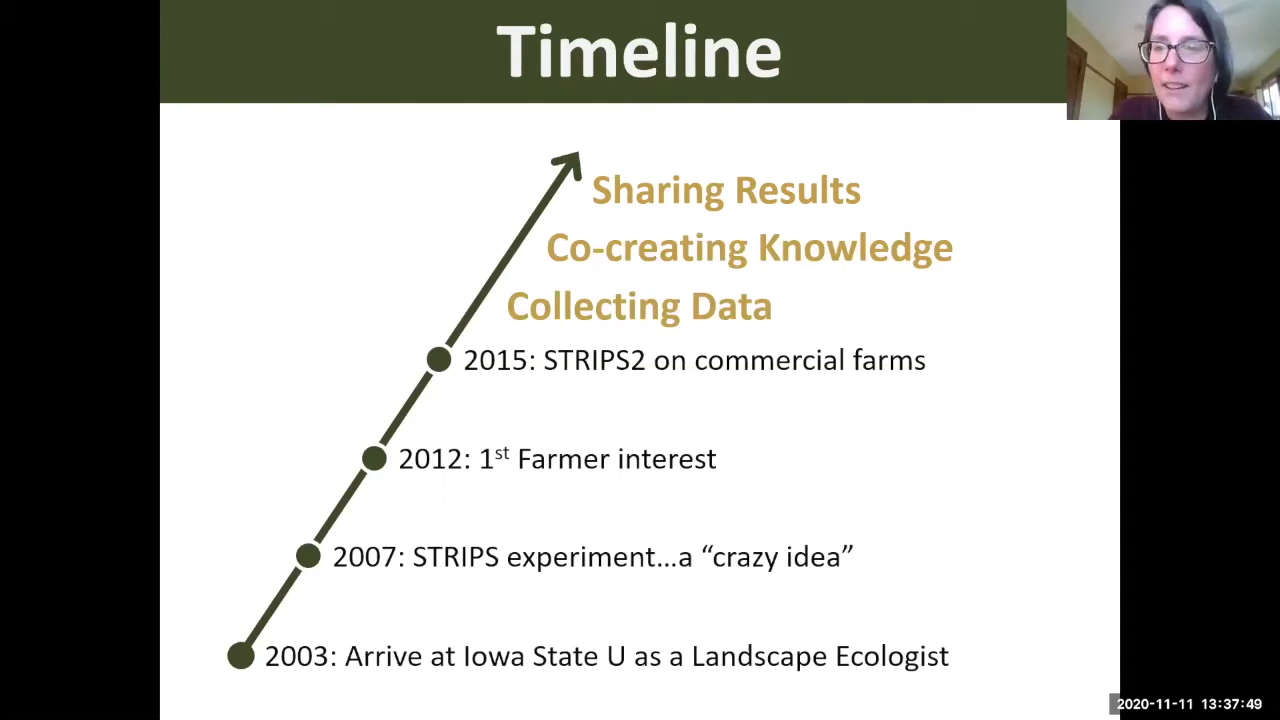 Timeline
Sharing Results
Co-creating Knowledge
Collecting Data
2015: STRIPS2 on commercial farms
2012: 1st Farmer interest
2007: STRIPS experiment...a “crazy idea”
2003: Arrive at Iowa State U as a Landscape Ecologist
2020-11-11 13:37:49